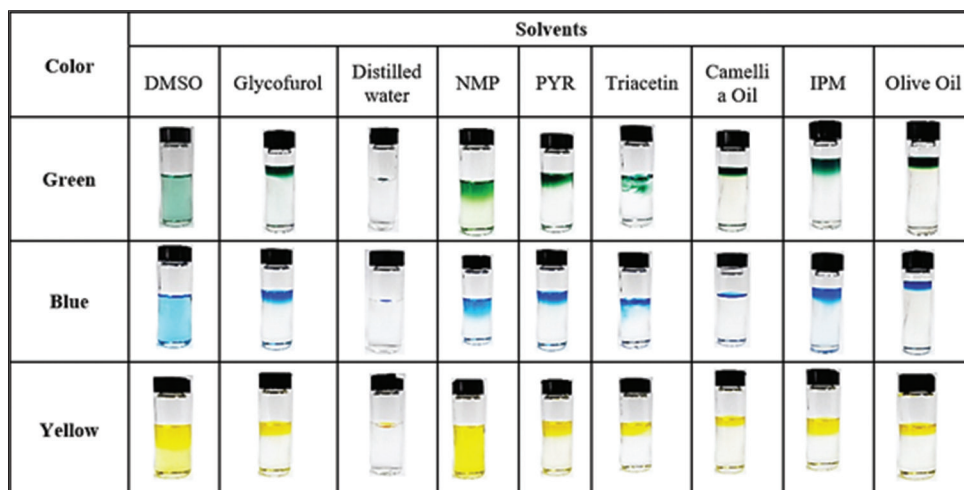 Color
Solvents
DMSO
Glycofurol
Distilled
water
NMP
PYR
Triacetin
Camelli
a Oil
IPM
Olive Oil
Green
Blue
Yellow